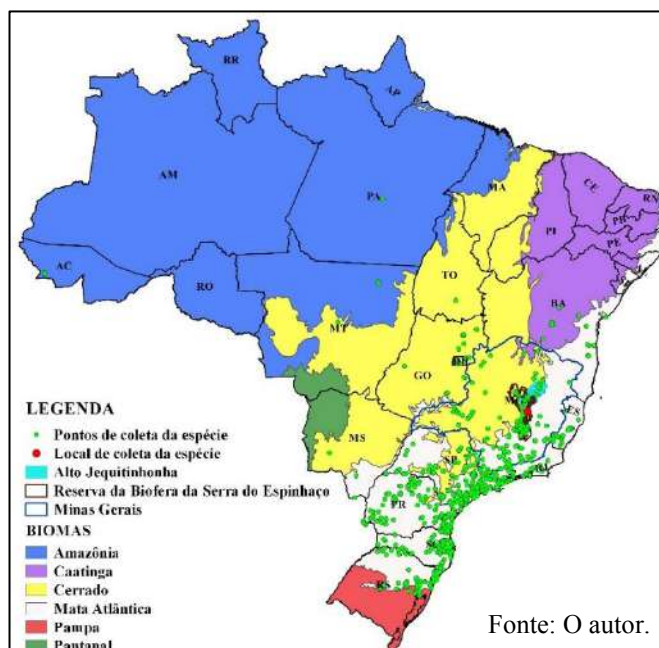 RR
AP
AM
PA
MA
CE
RN
PI
PB
PE
AC
RO
TO
BA
MT
GO
DF
ES
MS
SP
RJ
PR
SC
RS
LEGENDA
Pontos de coleta da espécie
Local de coleta da espécie
Alto Jequitinhonha
Reserva da Biofera da Serra do Espinhaço
Minas Gerais
BIOMAS
Amazônia
Caatinga
Cerrado
Mata Atlântica
Pampa
Pantanal
Fonte: O autor.